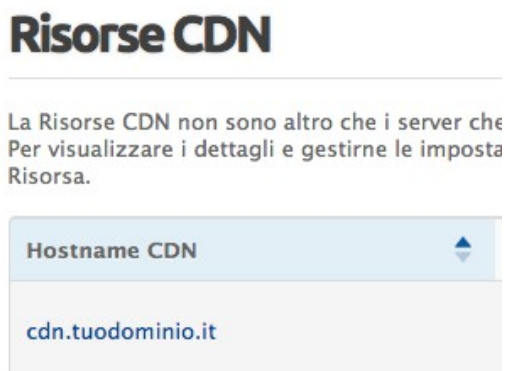 Risorse CDN
La Risorse CDN non sono altro che i server che
Per visualizzare i dettagli e gestirne le imposta
Risorsa.
Hostname CDN
cdn.tuodominio.it